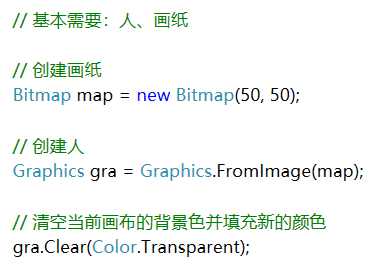 // 基本需要：人、画纸
// 创建画纸
Bitmap map = new Bitmap(50, 50);
// 创建人
Graphics gra = Graphics.FromImage(map);
// 清空当前画布的背景色并填充新的颜色
gra.Clear(Color.Transparent);